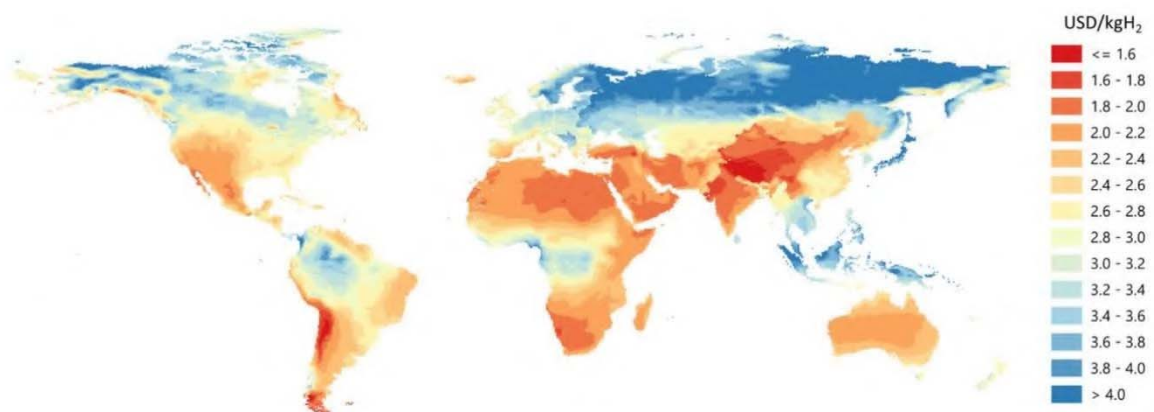 USD/kgH₂
<= 1.6
1.6 - 1.8
1.8 - 2.0
2.0 - 2.2
2.2 - 2.4
2.4 - 2.6
2.6 - 2.8
2.8 - 3.0
3.0 - 3.2
3.2 - 3.4
3.4 - 3.6
3.6 - 3.8
3.8 - 4.0
> 4.0